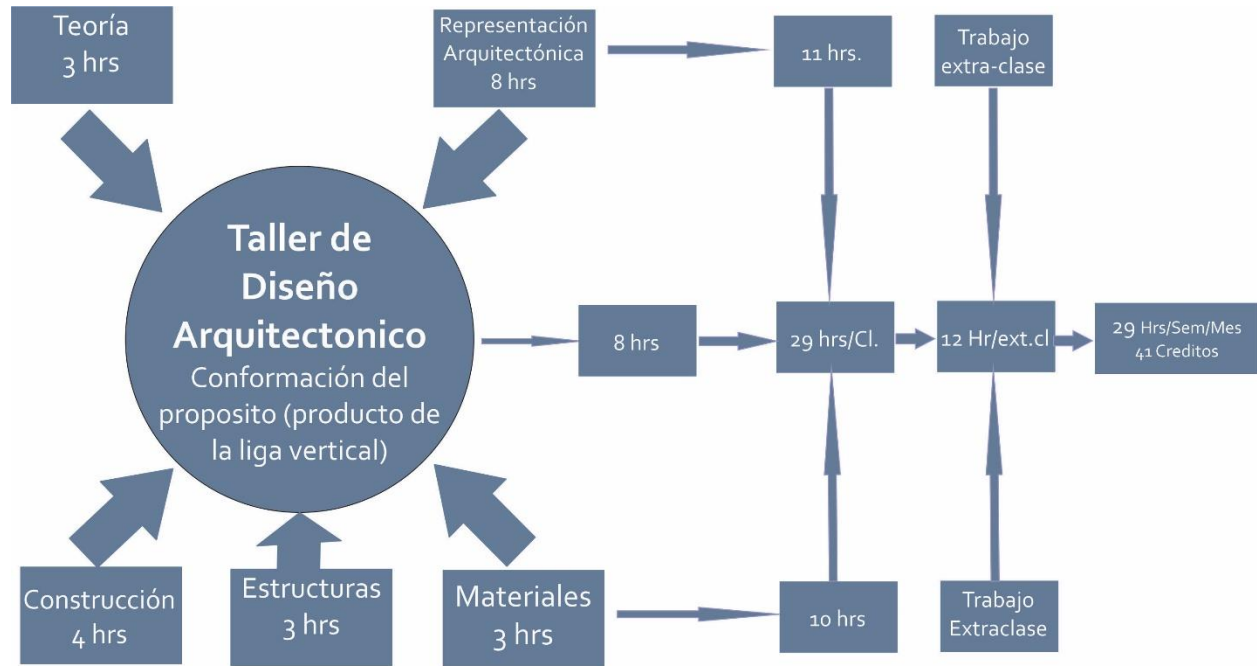 Teoría
3 hrs
Representación
Arquitectónica
8 hrs
11 hrs.
Trabajo
extra-clase
Taller de
Diseño
Arquitectonico
Conformación del
proposito (producto de
la liga vertical)
8 hrs
29 hrs/Cl.
12 Hr/ext.cl
29 Hrs/Sem/Mes
41 Creditos
Construcción
4 hrs
Estructuras
3 hrs
Materiales
3 hrs
10 hrs
Trabajo
Extraclase